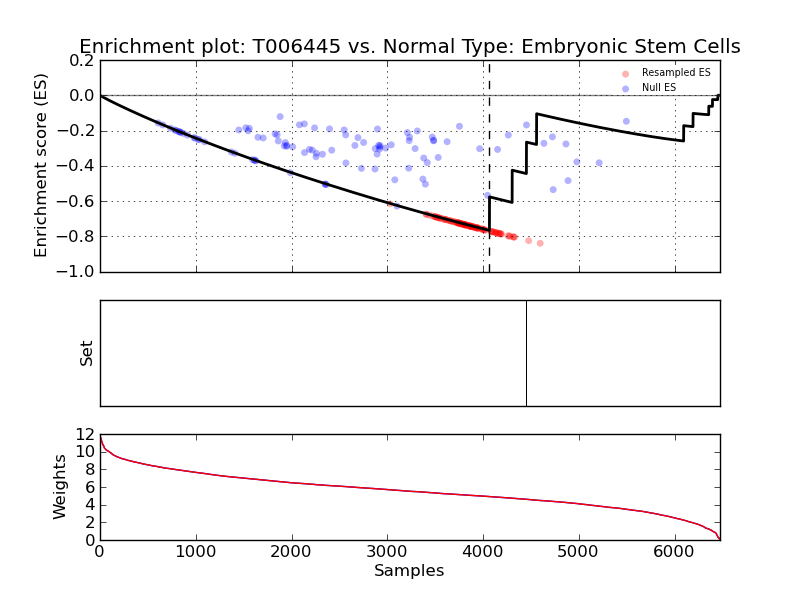 Enrichment plot: T006445 vs. Normal Type: Embryonic Stem Cells
Enrichment score (ES)
0.2
0.0
−0.2
−0.4
−0.6
−0.8
−1.0
Resampled ES
Null ES
Set
Weights
12
10
8
6
4
2
0
0 1000 2000 3000 4000 5000 6000
Samples